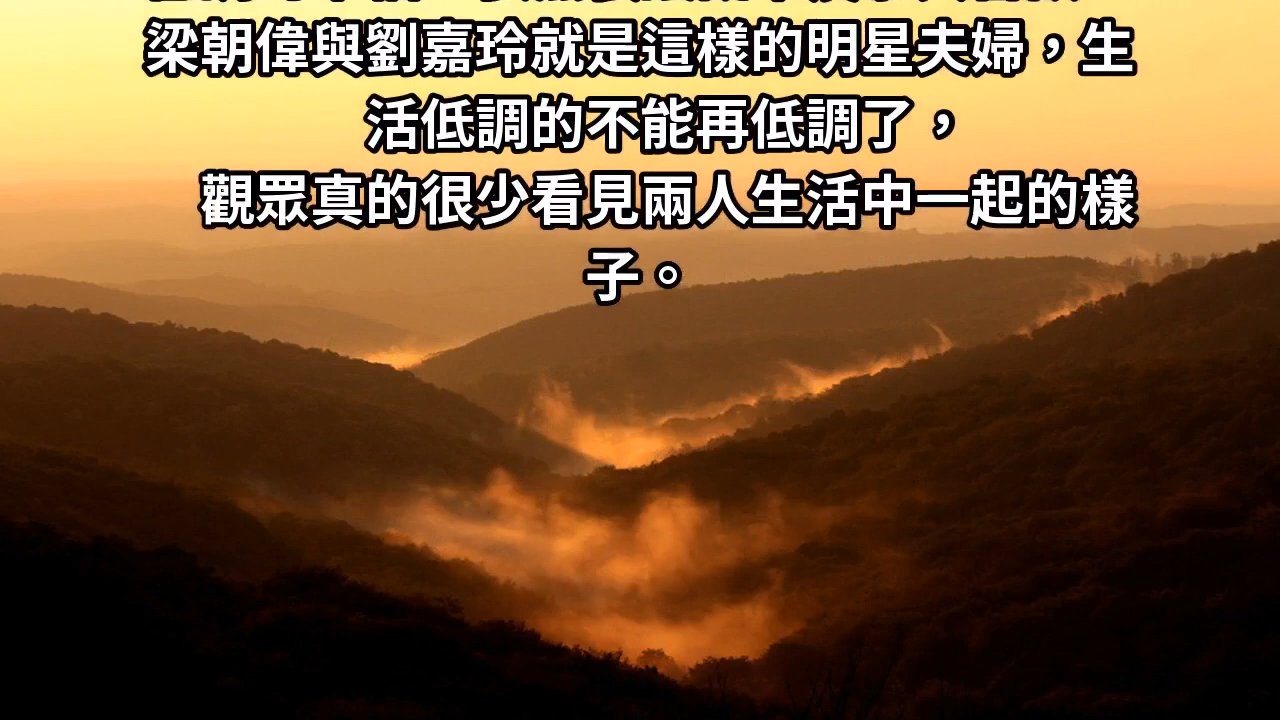 梁朝偉與劉嘉玲就是這樣的明星夫婦，生
活低調的不能再低調了，
觀眾真的很少看見兩人生活中一起的樣
子。